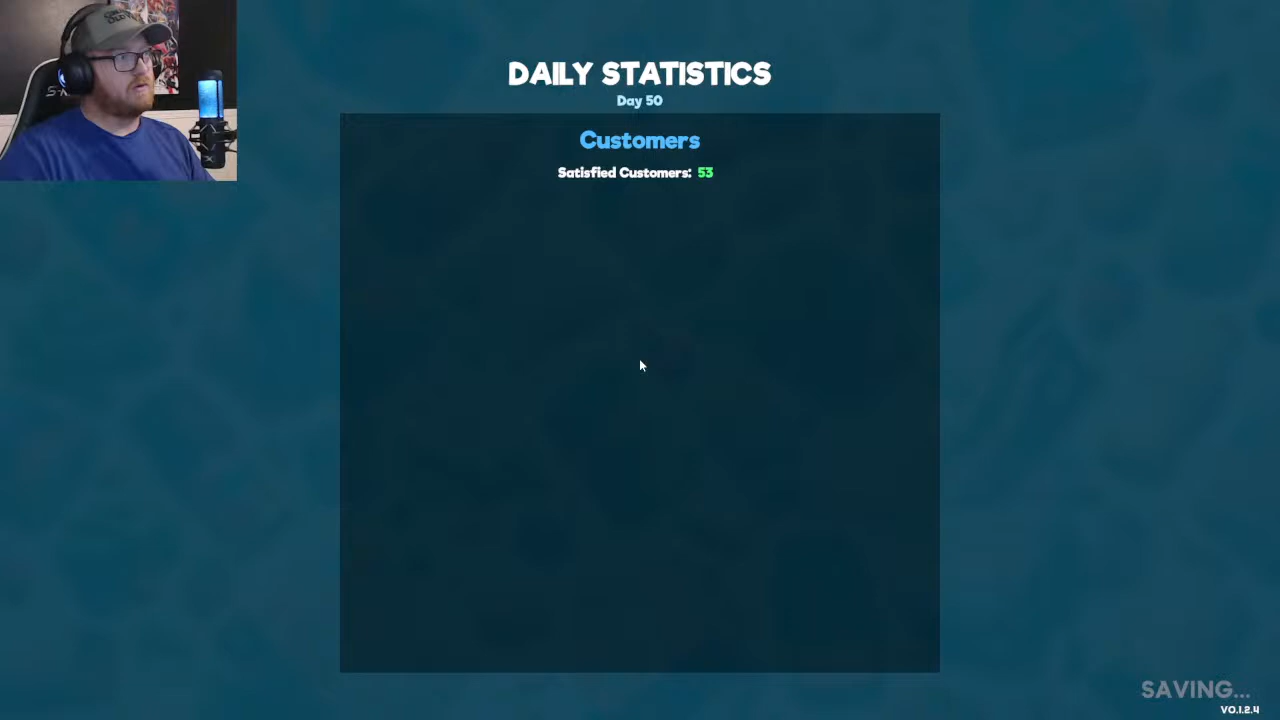 DAILY STATISTICS
Day 50
Customers
Satisfied Customers: 53
SAVING...
V0.1.2.4